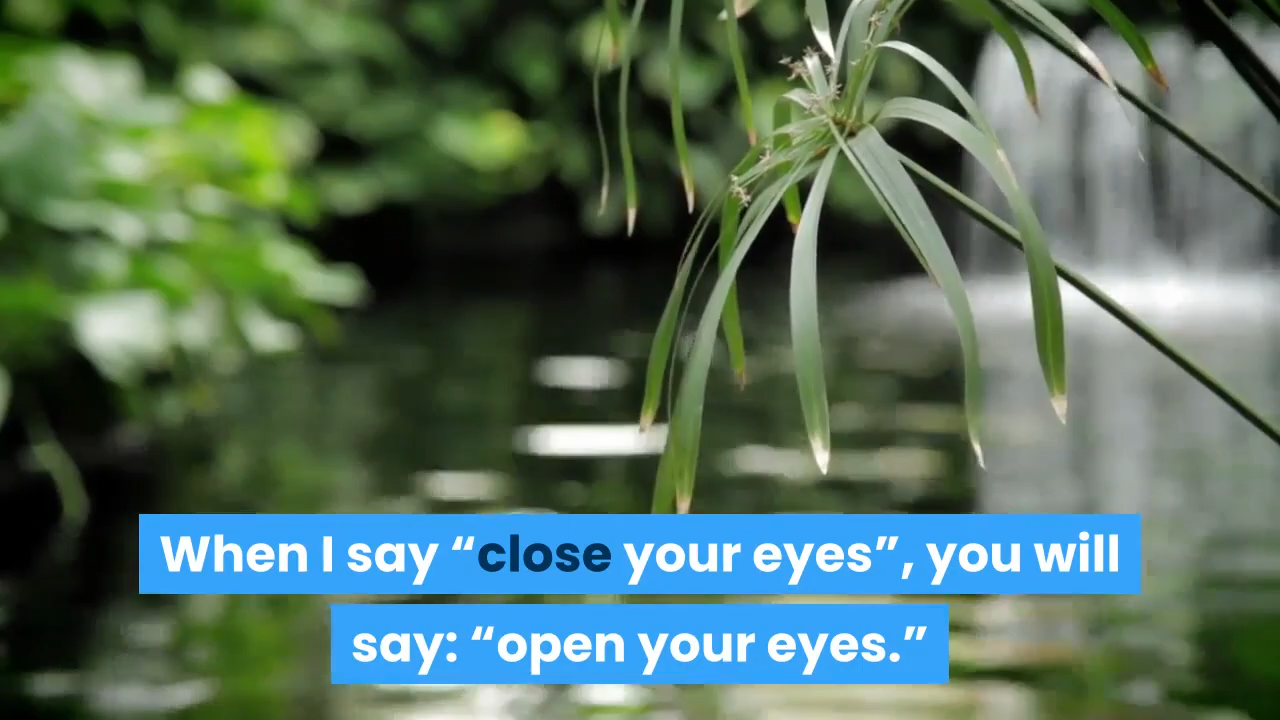 When I say “close your eyes”, you will
say: “open your eyes.”